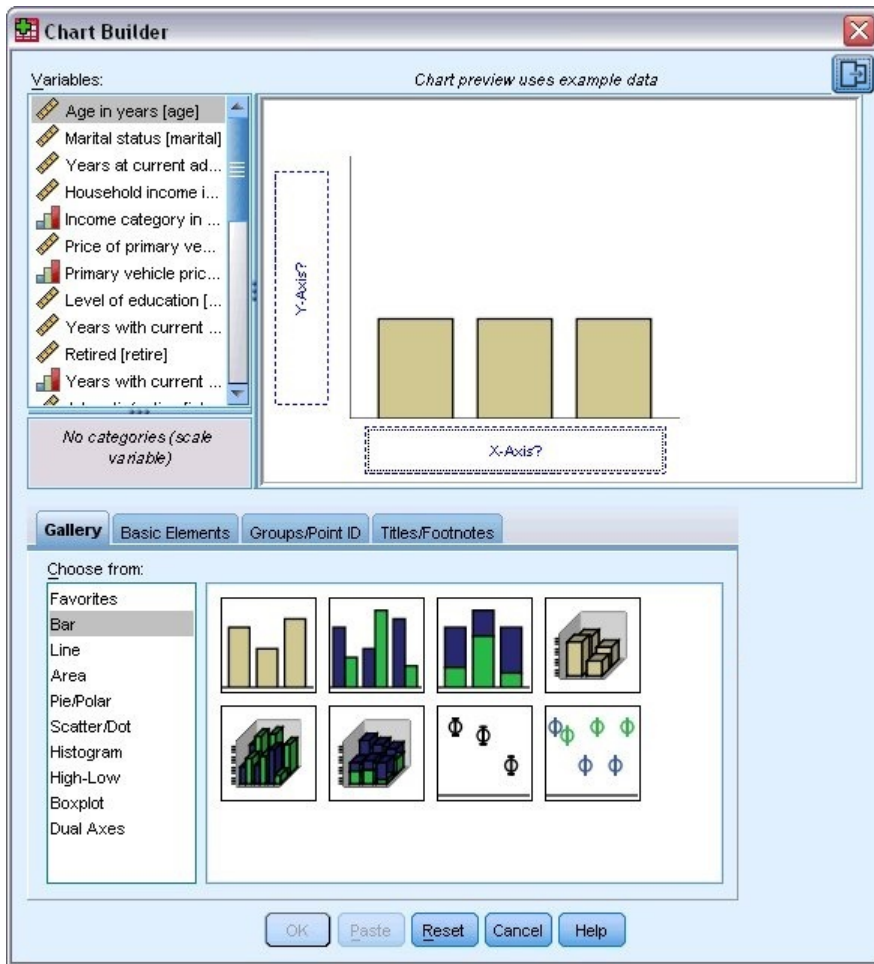 Chart Builder
Variables:
Chart preview uses example data
Age in years [age]
Marital status [marital]
Years at current ad...
Household income i...
Income category in ...
Price of primary ve...
Primary vehicle pric...
Level of education [...
Years with current ...
Retired [retire]
Years with current ...
No categories (scale
variable)
Y-Axis?
X-Axis?
Gallery
Basic Elements
Groups/Point ID
Titles/Footnotes
Choose from:
Favorites
Bar
Line
Area
Pie/Polar
Scatter/Dot
Histogram
High-Low
Boxplot
Dual Axes
OK
Paste
Reset
Cancel
Help